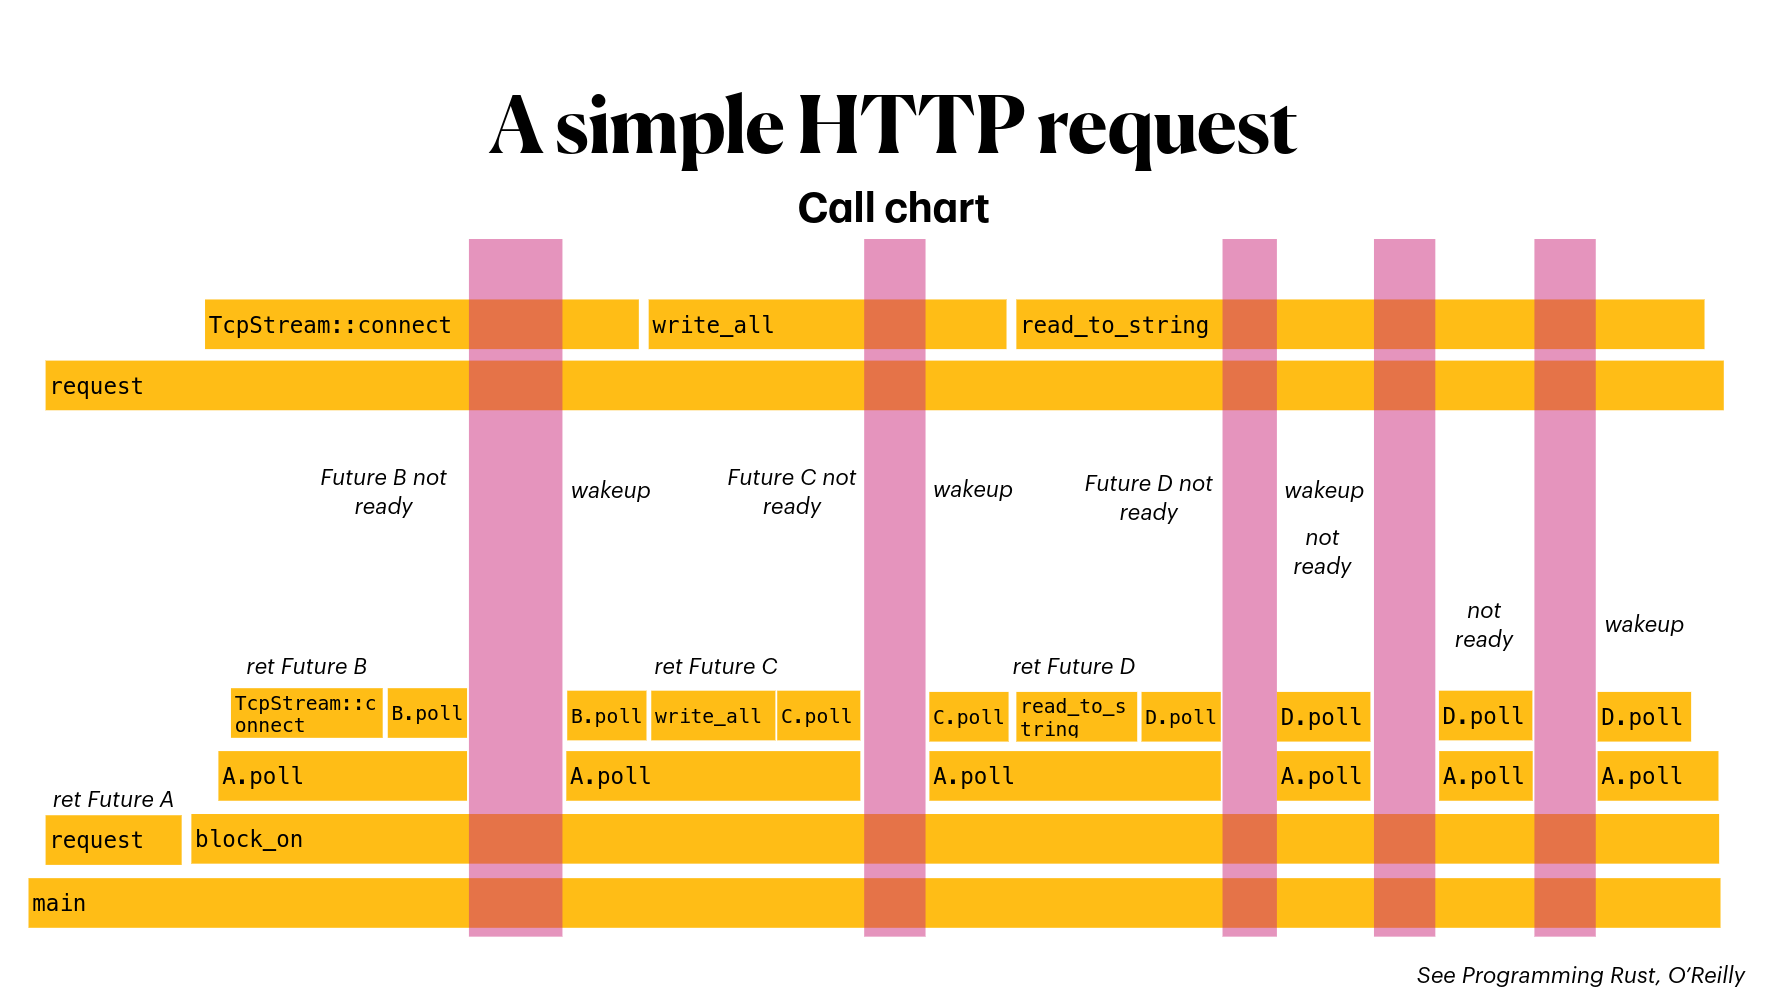 A simple HTTP request
Call chart
TcpStream::connect
write_all
read_to_string
request
Future B not
ready
wakeup
Future C not
ready
wakeup
Future D not
ready
wakeup
not
ready
not
ready
wakeup
ret Future B
ret Future C
ret Future D
TcpStream::c
onnect
B.poll
B.poll
write_all
C.poll
C.poll
read_to_s
tring
D.poll
D.poll
D.poll
D.poll
A.poll
A.poll
A.poll
A.poll
A.poll
A.poll
ret Future A
request
block_on
main
See Programming Rust, O’Reilly